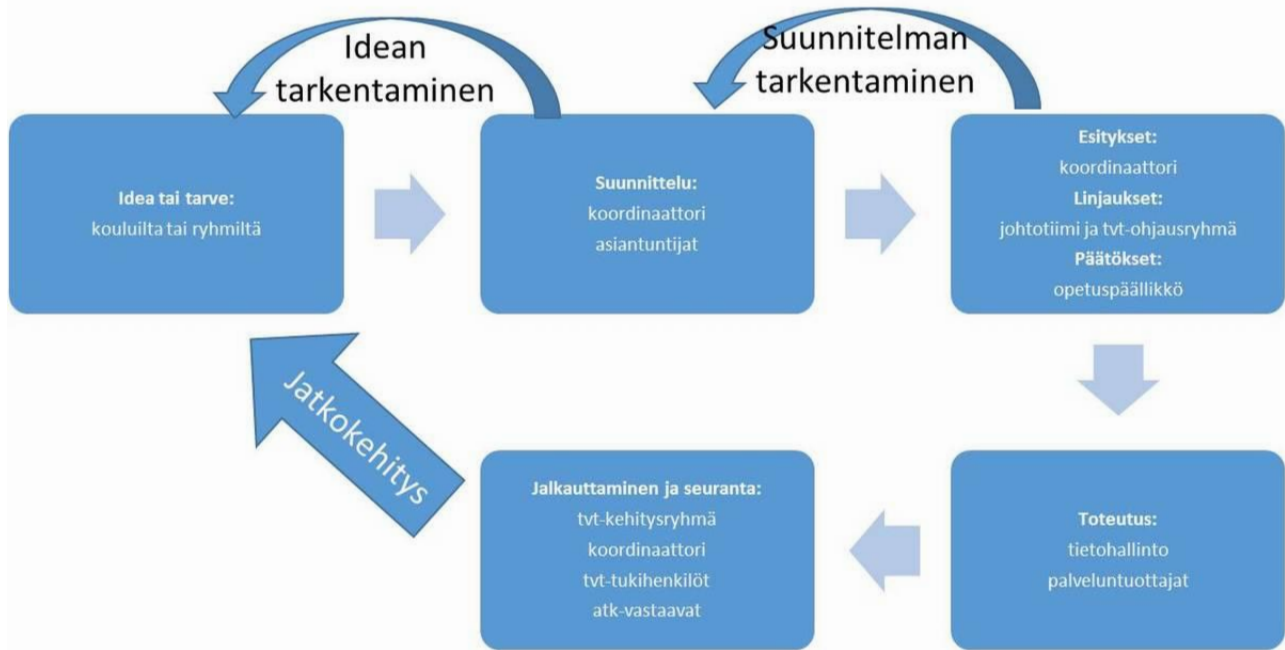 Idean
tarkentaminen
Suunnitelman
tarkentaminen
Idea tai tarve:
kouluilta tai ryhmiltä
Suunnittelu:
koordinaattori
asiantuntijat
Esitykset:
koordinaattori
Linjaukset:
johtotiimi ja tvt-ohjausryhmä
Päätökset:
opetuspäällikkö
Toteutus:
tietohallinto
palveluntuottajat
Jalkauttaminen ja seuranta:
tvt-kehitysryhmä
koordinaattori
tvt-tukihenkilöt
atk-vastaavat
Jatkokehitys